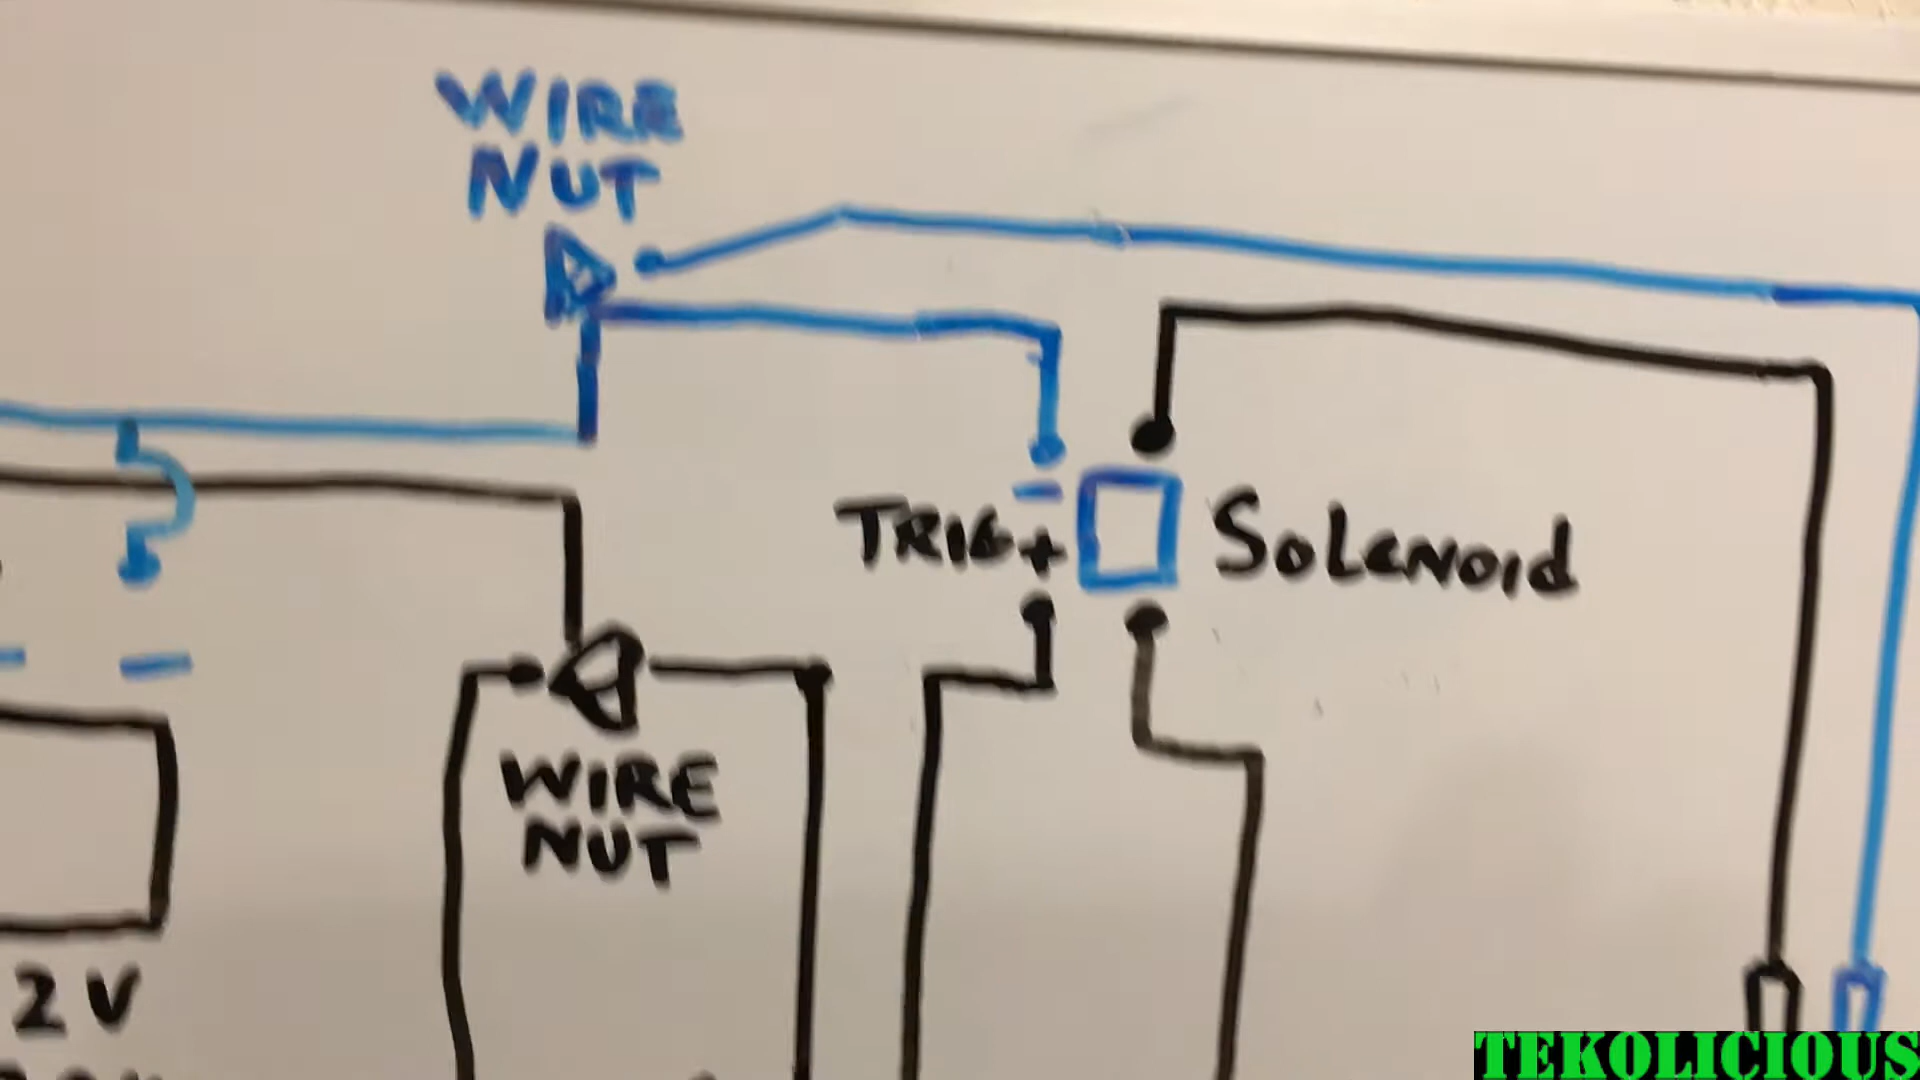 WIRE
NUT
TRIG
+
Solenoid
WIRE
NUT
2V
TEKOLICIOUS